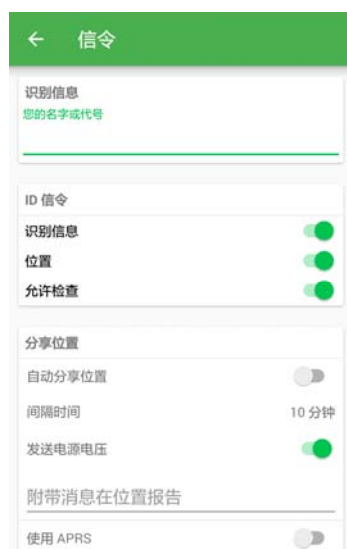 信令
识别信息
您的名字或代号
ID 信令
识别信息
位置
允许检查
分享位置
自动分享位置
间隔时间 10 分钟
发送电源电压
附带消息在位置报告
使用 APRS